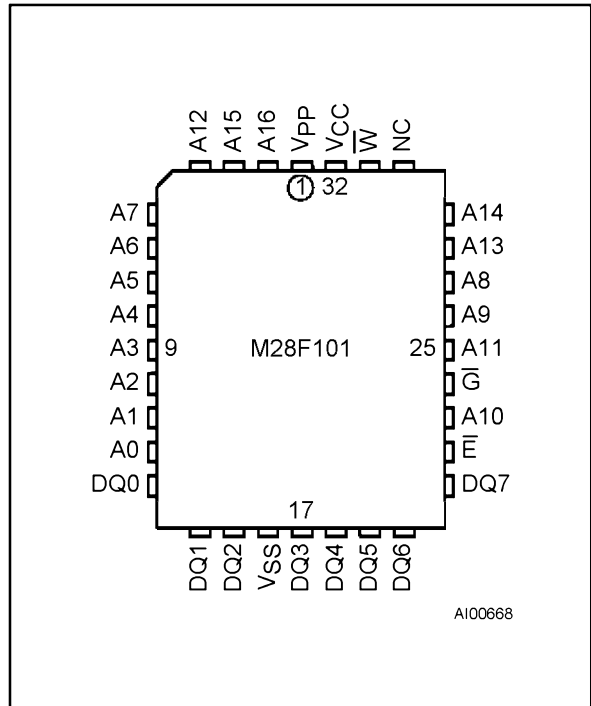 A12 A15 A16 VPP VCC W̅ NC
1 32
A7 A14
A6 A13
A5 A8
A4 A9
A3 9 M28F101 25 A11
A2 G̅
A1 A10
A0 E̅
DQ0 DQ7
17
DQ1 DQ2 VSS DQ3 DQ4 DQ5 DQ6
AI00668